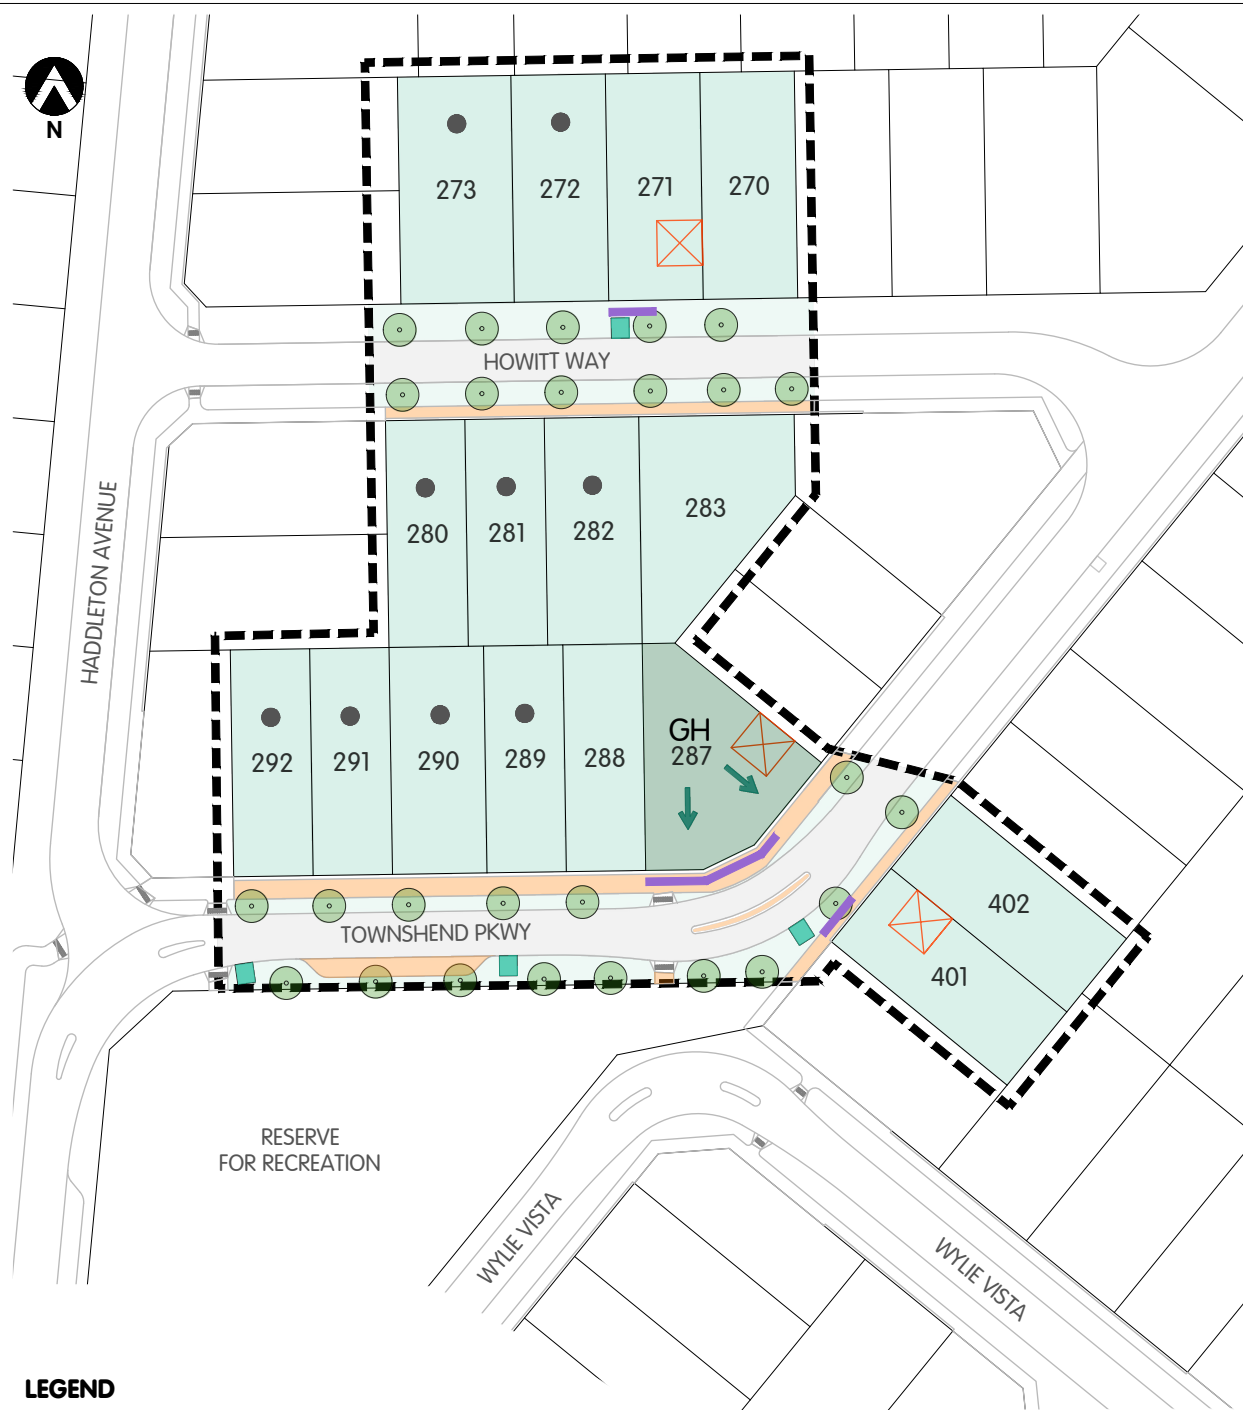 N
273
272
271
270
HOWITT WAY
HADDLETON AVENUE
280
281
282
283
292
291
290
289
288
GH
287
TOWNSHEND PKWY
402
401
RESERVE
FOR RECREATION
WYLIE VISTA
WYLIE VISTA
LEGEND